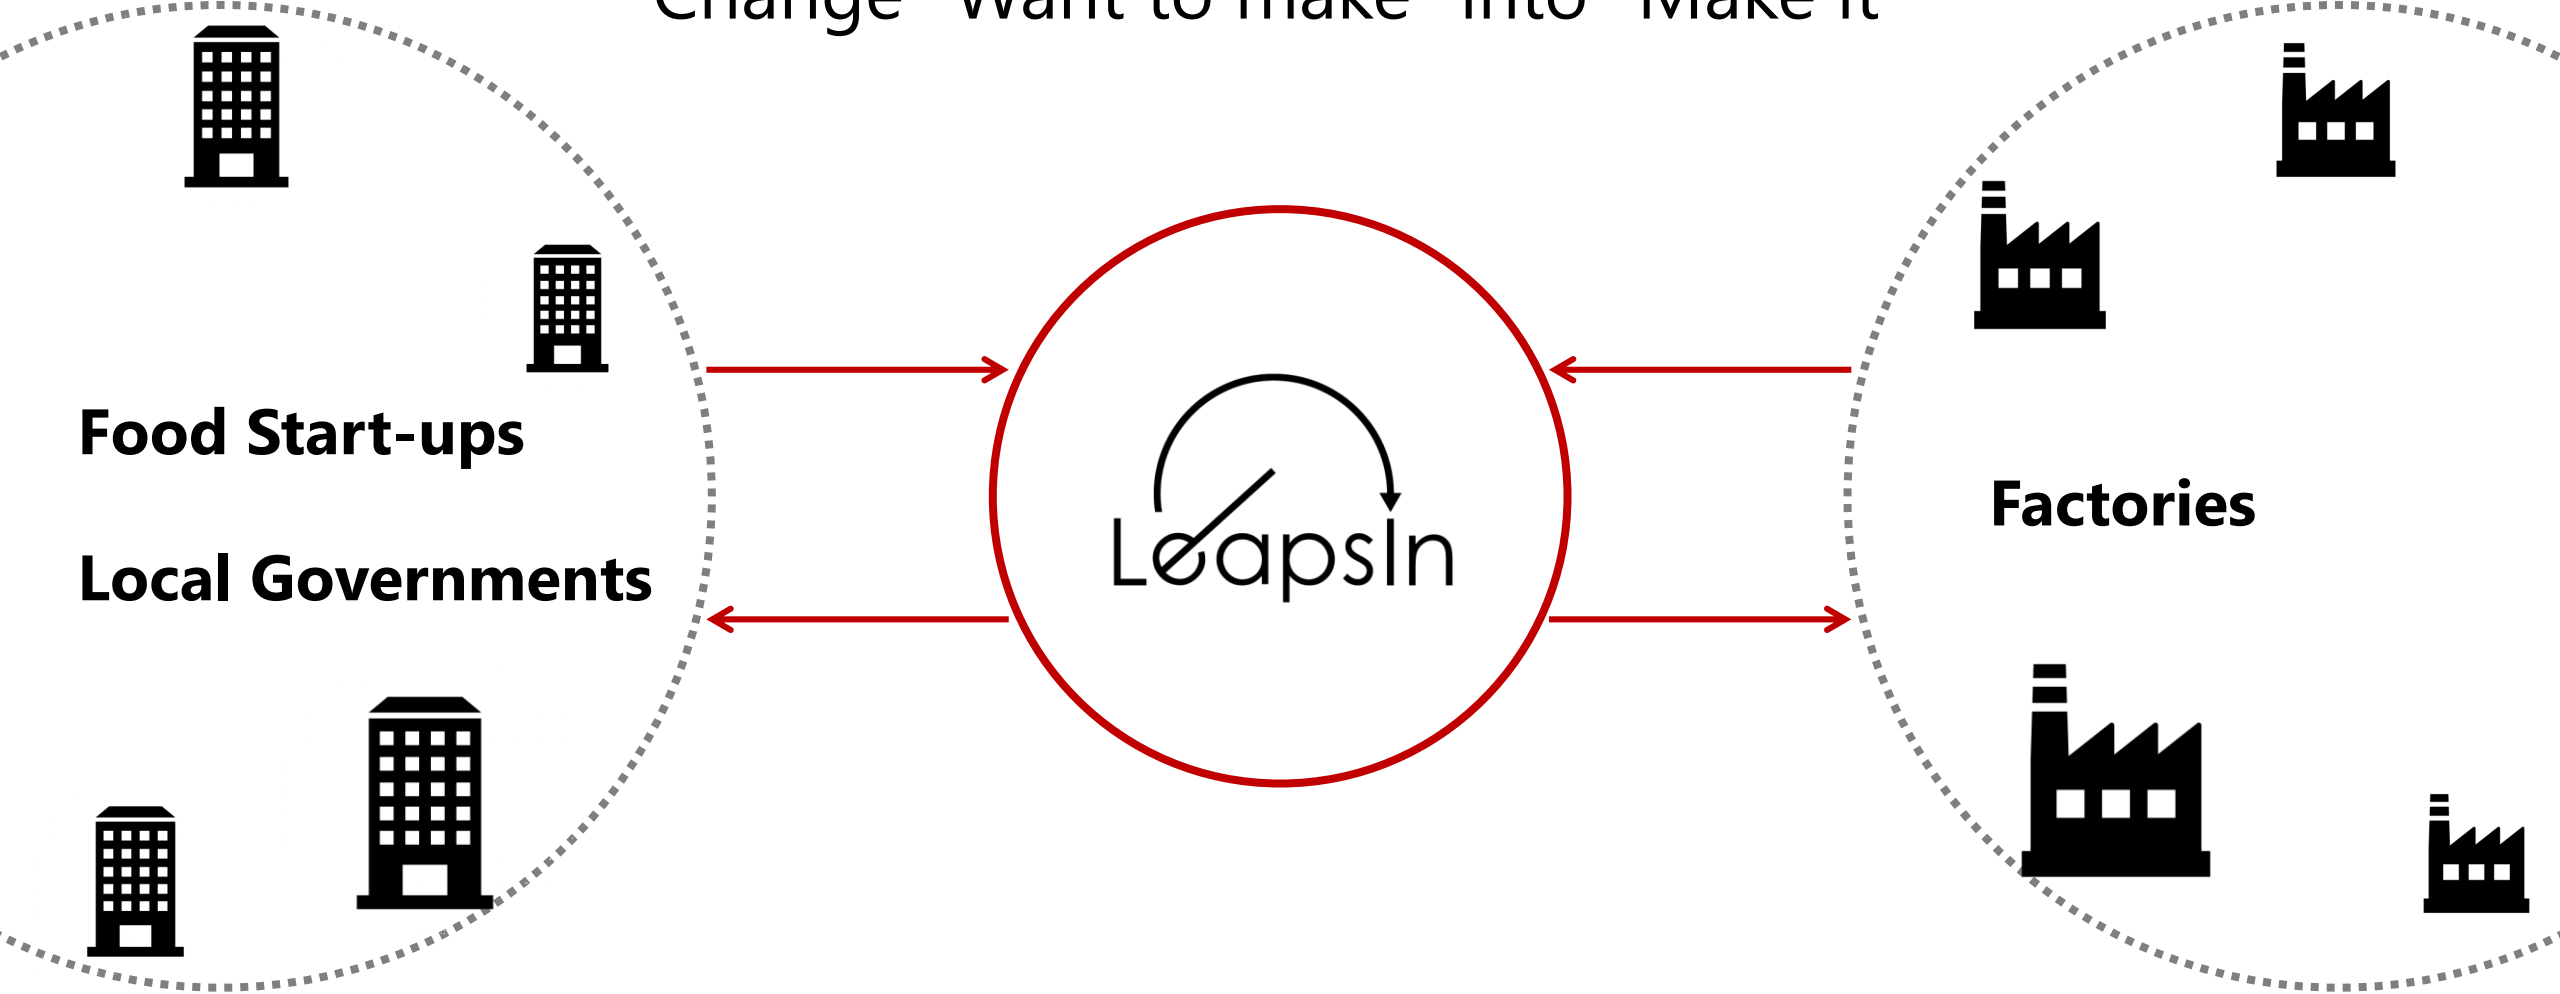 Change "Want to make" into "Make it"
Food Start-ups
Local Governments
LeapsIn
Factories